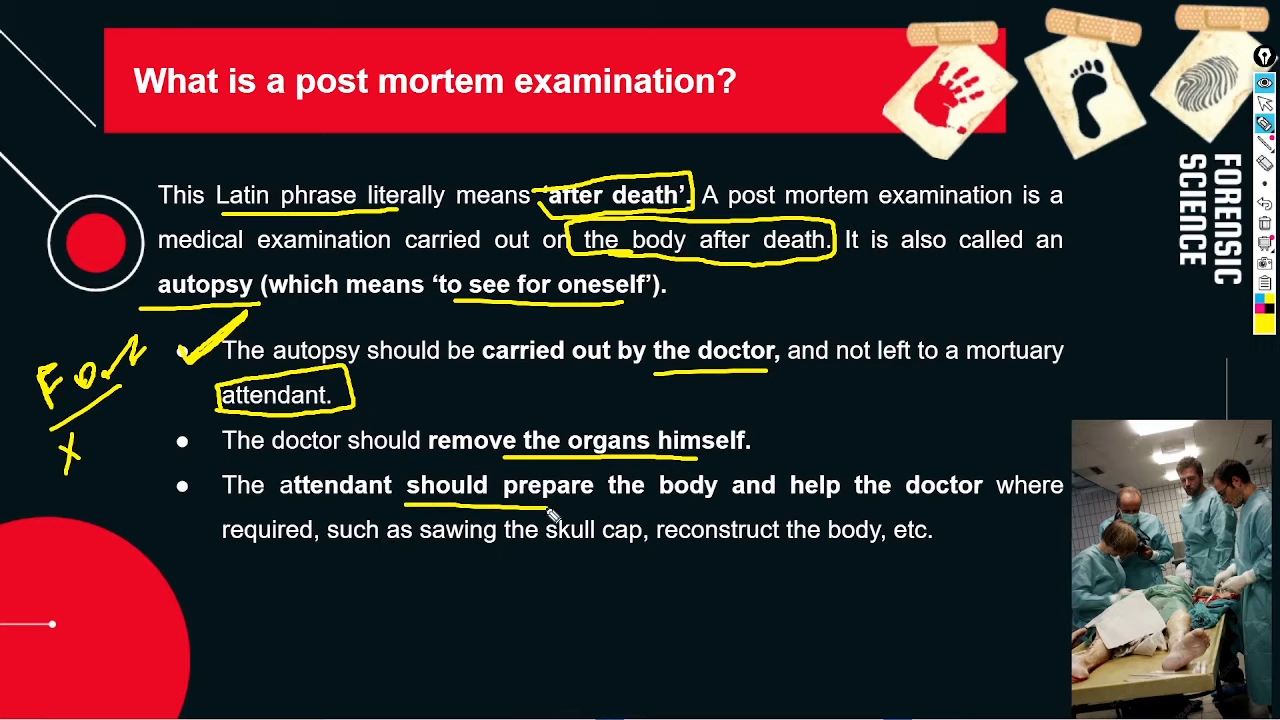 What is a post mortem examination?
This Latin phrase literally means ‘after death’. A post mortem examination is a
medical examination carried out on the body after death. It is also called an
autopsy (which means ‘to see for oneself’).
● The autopsy should be carried out by the doctor, and not left to a mortuary
attendant.
● The doctor should remove the organs himself.
● The attendant should prepare the body and help the doctor where
required, such as sawing the skull cap, reconstruct the body, etc.
FORENSIC
SCIENCE